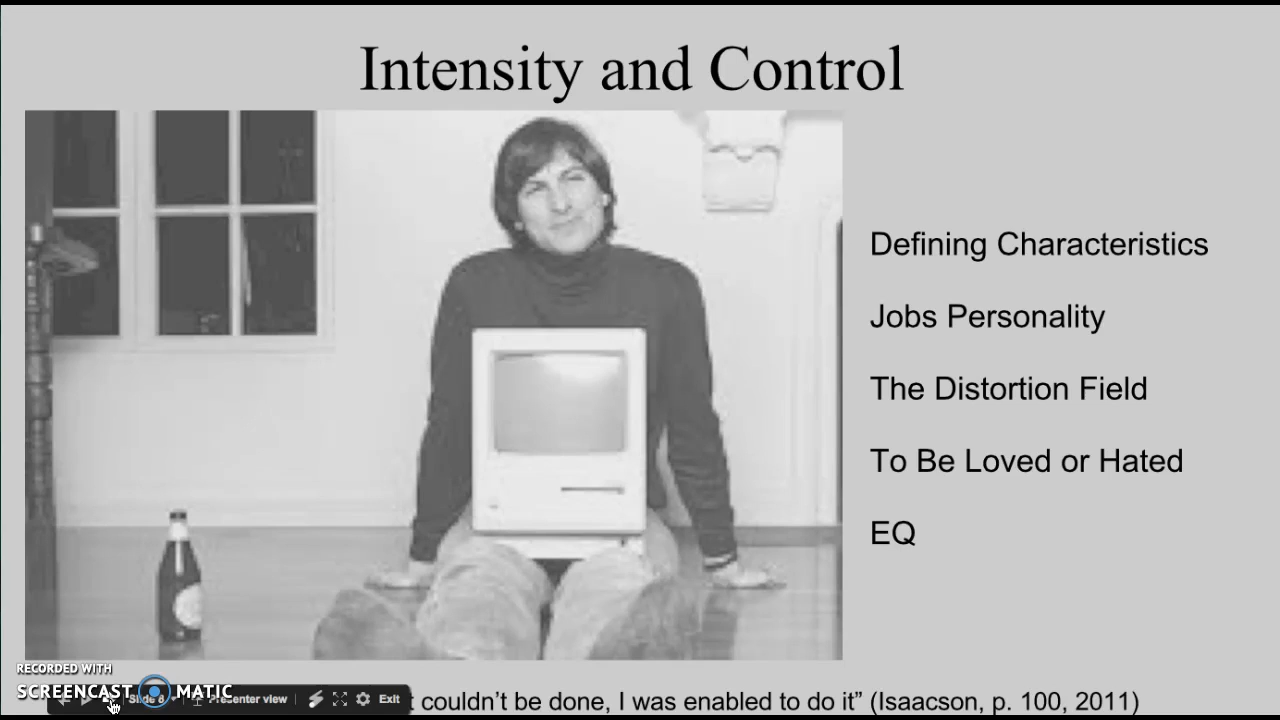 Intensity and Control
Defining Characteristics
Jobs Personality
The Distortion Field
To Be Loved or Hated
EQ
couldn’t be done, I was enabled to do it” (Isaacson, p. 100, 2011)
RECORDED WITH
SCREENCAST MATIC
Presenter view Exit